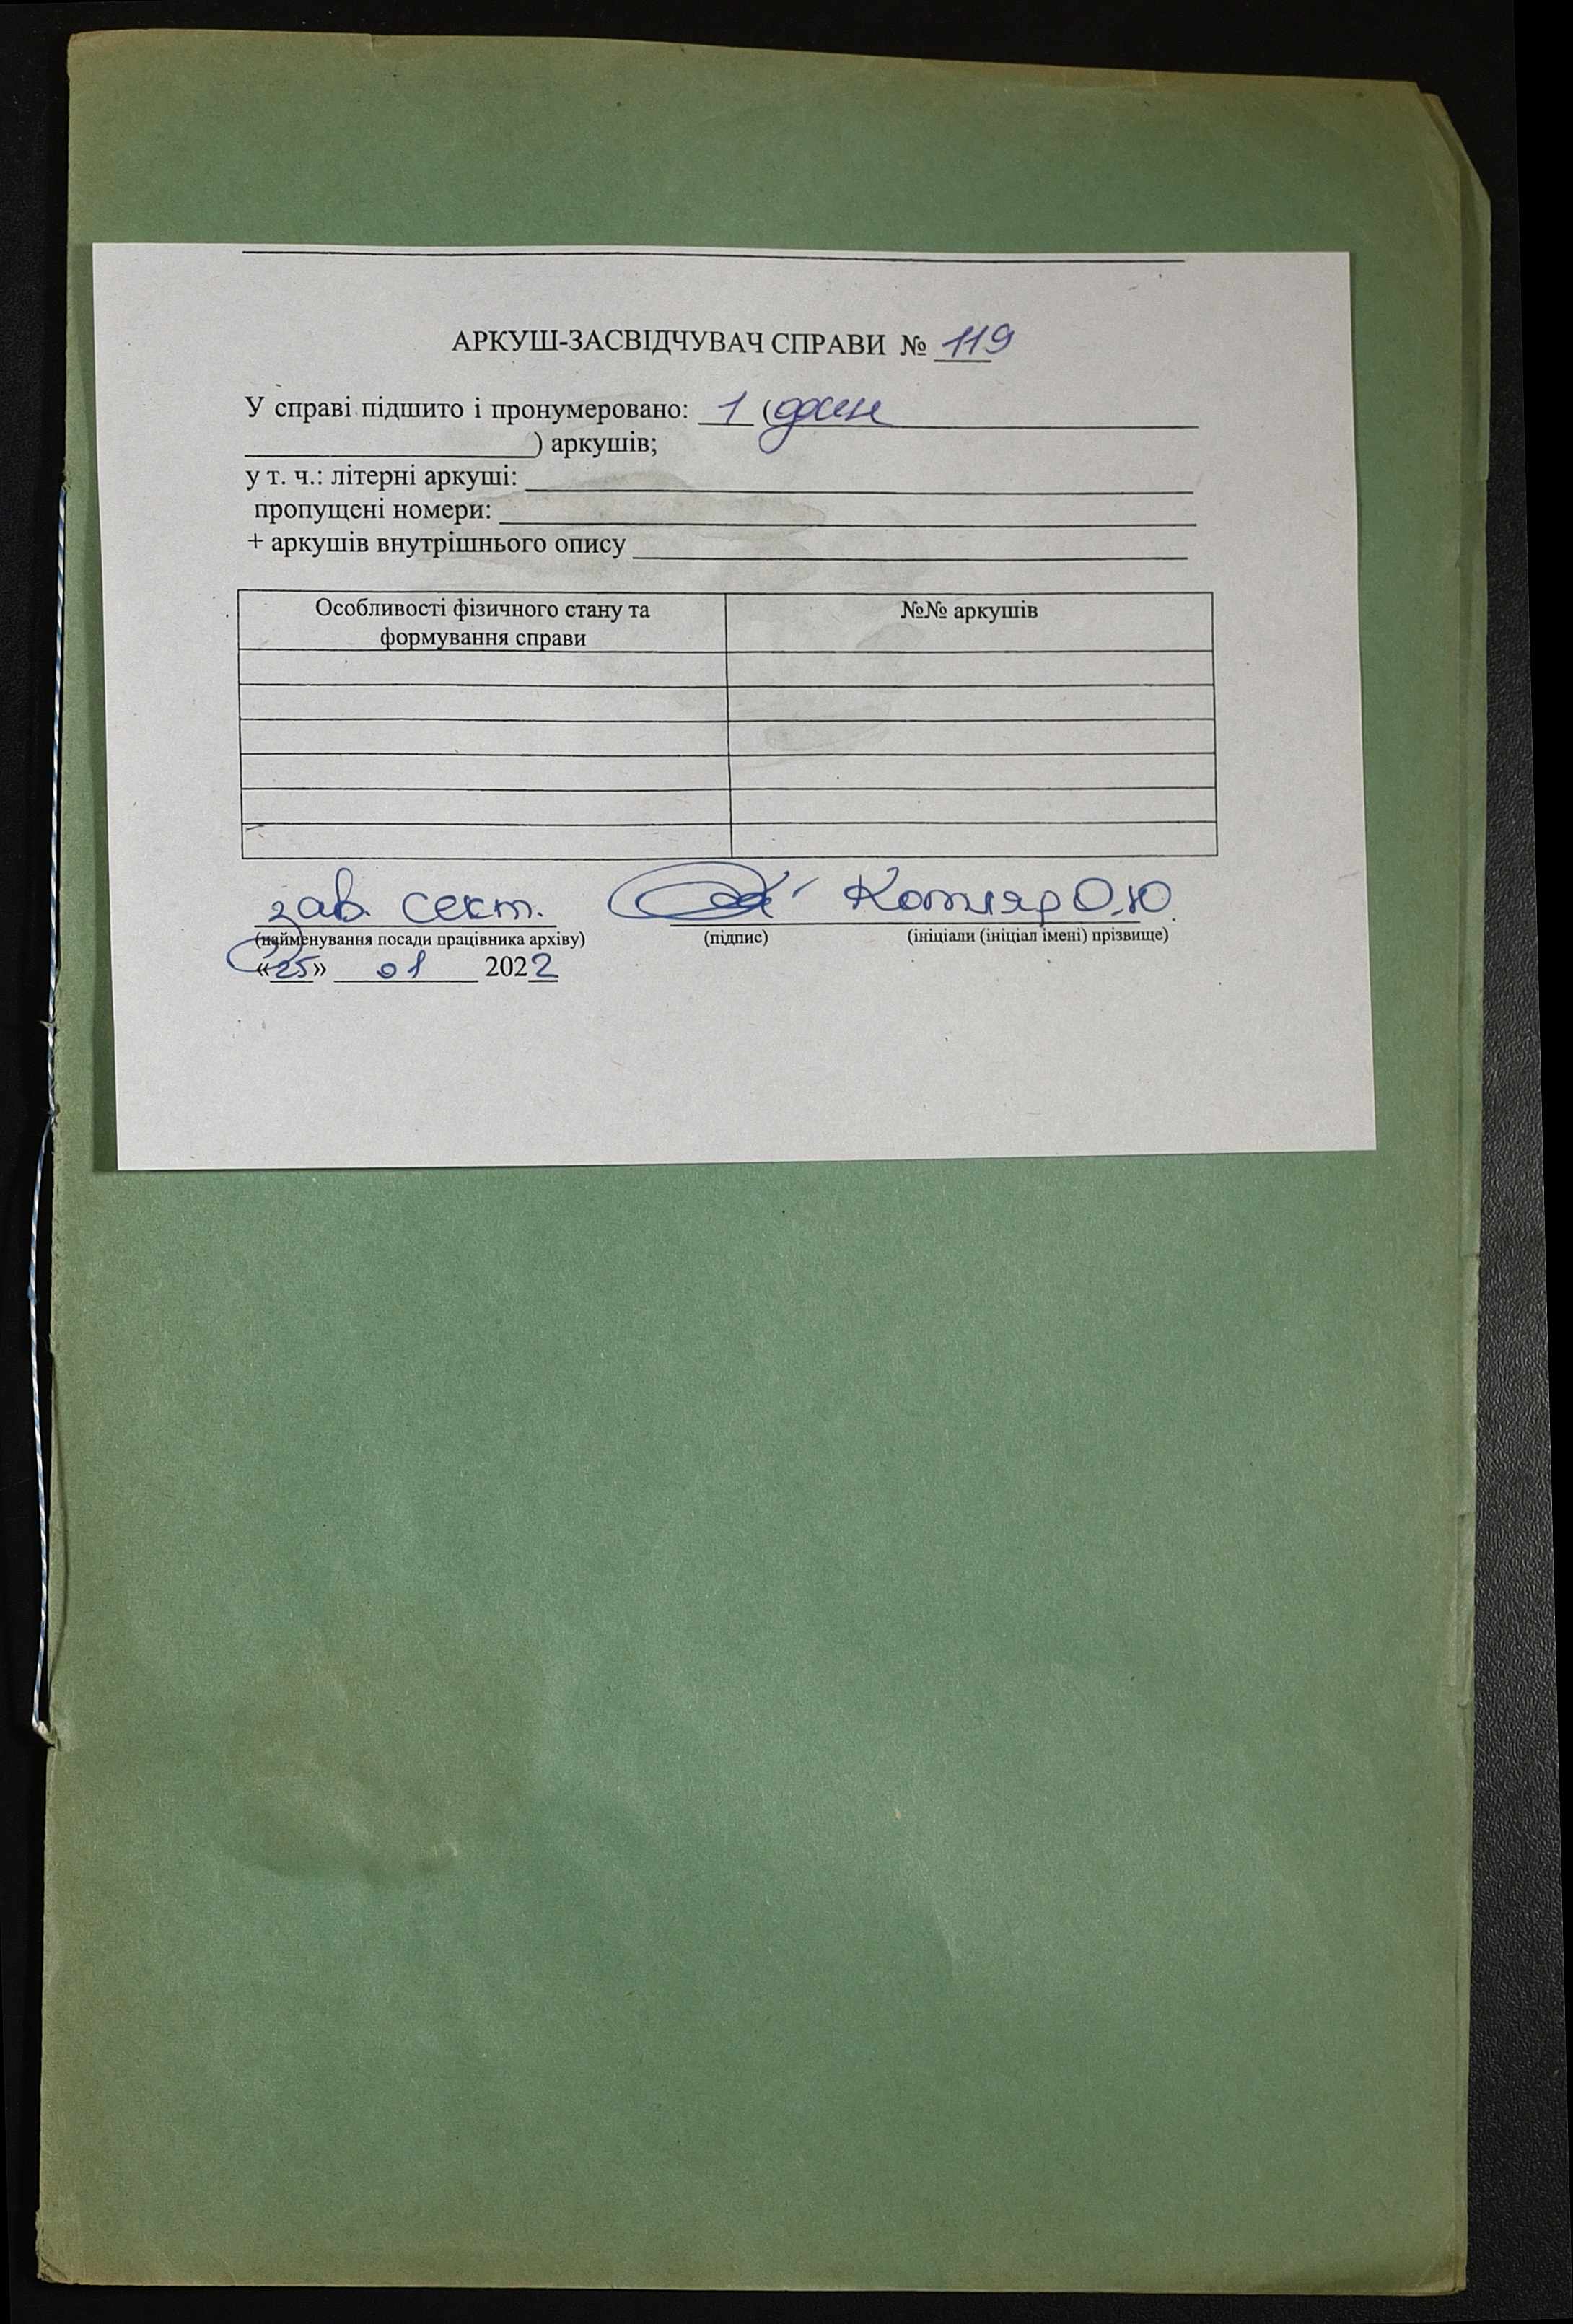 АРКУШ-ЗАСВІДЧУВАЧ СПРАВИ № 119
У справі підшито і пронумеровано: 1 (один
) аркушів;
у т. ч.: літерні аркуші:
пропущені номери:
+ аркушів внутрішнього опису
Особливості фізичного стану та формування справи №№ аркушів
зав. сект. Котляр О.Ю.
(найменування посади працівника архіву) (підпис) (ініціали (ініціал імені) прізвище)
«25» 01 2022